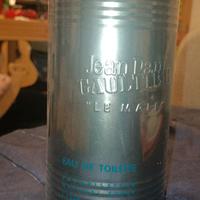 Jean Paul
GAULTIER
"LE MALE"
EAU DE TOILETTE